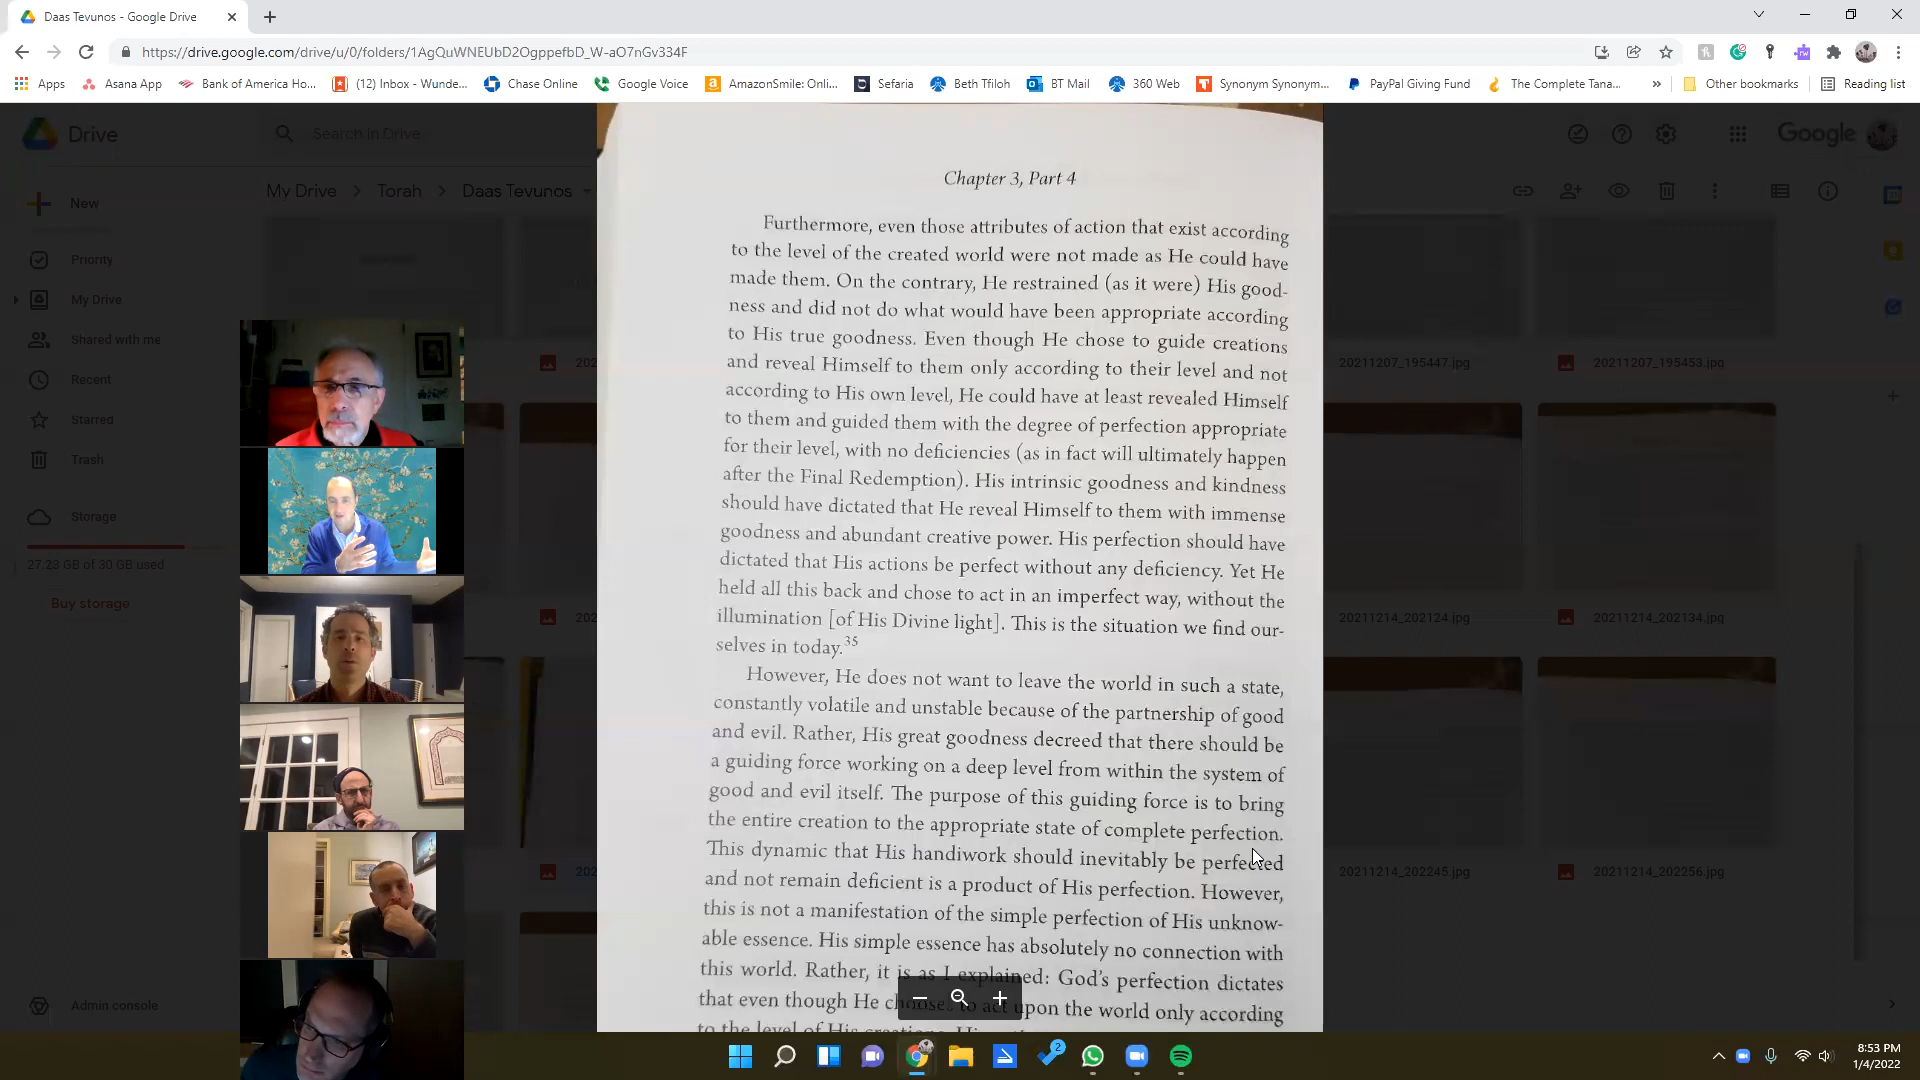 Daas Tevunos - Google Drive
https://drive.google.com/drive/u/0/folders/1AgQuWNEUbD2OgppefbD_W-aO7nGv334F
Apps
Asana App
Bank of America Ho...
(12) Inbox - Wunde...
Chase Online
Google Voice
AmazonSmile: Onli...
Sefaria
Beth Tfiloh
BT Mail
360 Web
Synonym Synonym...
PayPal Giving Fund
The Complete Tana...
»
Other bookmarks
Reading list
Drive
Search in Drive
Google
My Drive > Torah > Daas Tevunos
New
Priority
My Drive
Shared with me
Recent
Starred
Trash
Storage
27.23 GB of 30 GB used
Buy storage
Admin console
Chapter 3, Part 4
Furthermore, even those attributes of action that exist according
to the level of the created world were not made as He could have
made them. On the contrary, He restrained (as it were) His good-
ness and did not do what would have been appropriate according
to His true goodness. Even though He chose to guide creations
and reveal Himself to them only according to their level and not
according to His own level, He could have at least revealed Himself
to them and guided them with the degree of perfection appropriate
for their level, with no deficiencies (as in fact will ultimately happen
after the Final Redemption). His intrinsic goodness and kindness
should have dictated that He reveal Himself to them with immense
goodness and abundant creative power. His perfection should have
dictated that His actions be perfect without any deficiency. Yet He
held all this back and chose to act in an imperfect way, without the
illumination [of His Divine light]. This is the situation we find our-
selves in today.35
However, He does not want to leave the world in such a state,
constantly volatile and unstable because of the partnership of good
and evil. Rather, His great goodness decreed that there should be
a guiding force working on a deep level from within the system of
good and evil itself. The purpose of this guiding force is to bring
the entire creation to the appropriate state of complete perfection.
This dynamic that His handiwork should inevitably be perfected
and not remain deficient is a product of His perfection. However,
this is not a manifestation of the simple perfection of His unknow-
able essence. His simple essence has absolutely no connection with
this world. Rather, it is as I explained: God's perfection dictates
that even though He chooses to act upon the world only according
to the level of His creations
202
20211207_195447.jpg
20211207_195453.jpg
202
20211214_202124.jpg
20211214_202134.jpg
202
20211214_202245.jpg
20211214_202256.jpg
2
8:53 PM
1/4/2022